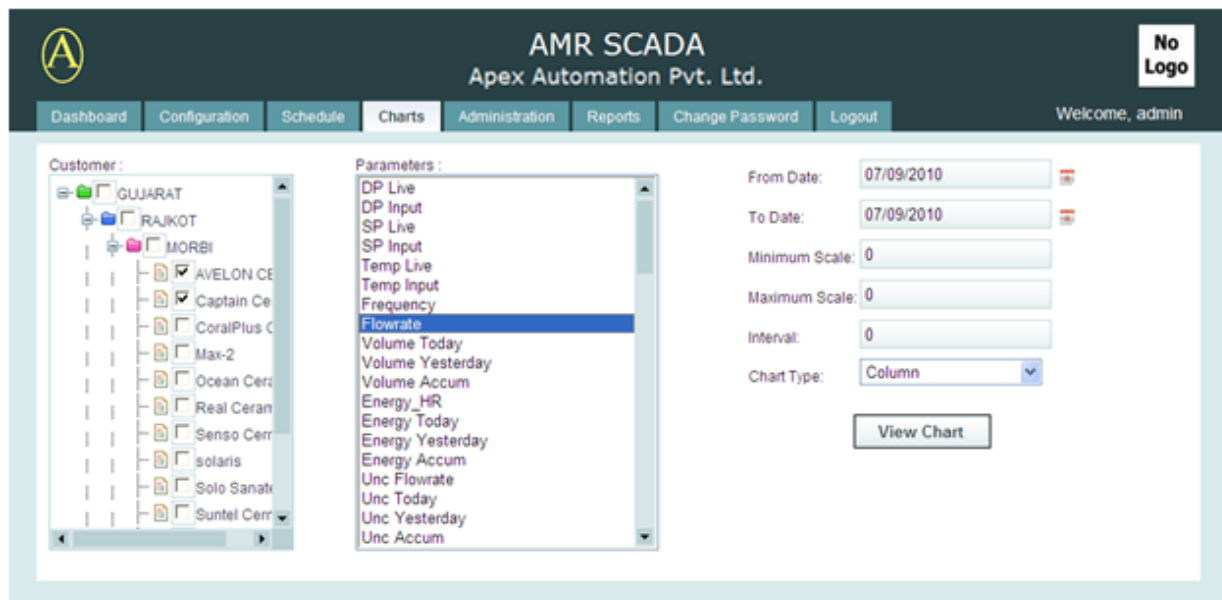 A
AMR SCADA
Apex Automation Pvt. Ltd.
No
Logo
Dashboard Configuration Schedule Charts Administration Reports Change Password Logout Welcome, admin
Customer :
GUJARAT
RAJKOT
MORBI
AVELON CE
Captain Ce
CoralPlus C
Max-2
Ocean Cera
Real Ceram
Senso Cerr
solaris
Solo Sanate
Suntel Cerr
Parameters :
DP Live
DP Input
SP Live
SP Input
Temp Live
Temp Input
Frequency
Flowrate
Volume Today
Volume Yesterday
Volume Accum
Energy_HR
Energy Today
Energy Yesterday
Energy Accum
Unc Flowrate
Unc Today
Unc Yesterday
Unc Accum
From Date: 07/09/2010
To Date: 07/09/2010
Minimum Scale: 0
Maximum Scale: 0
Interval: 0
Chart Type: Column
View Chart